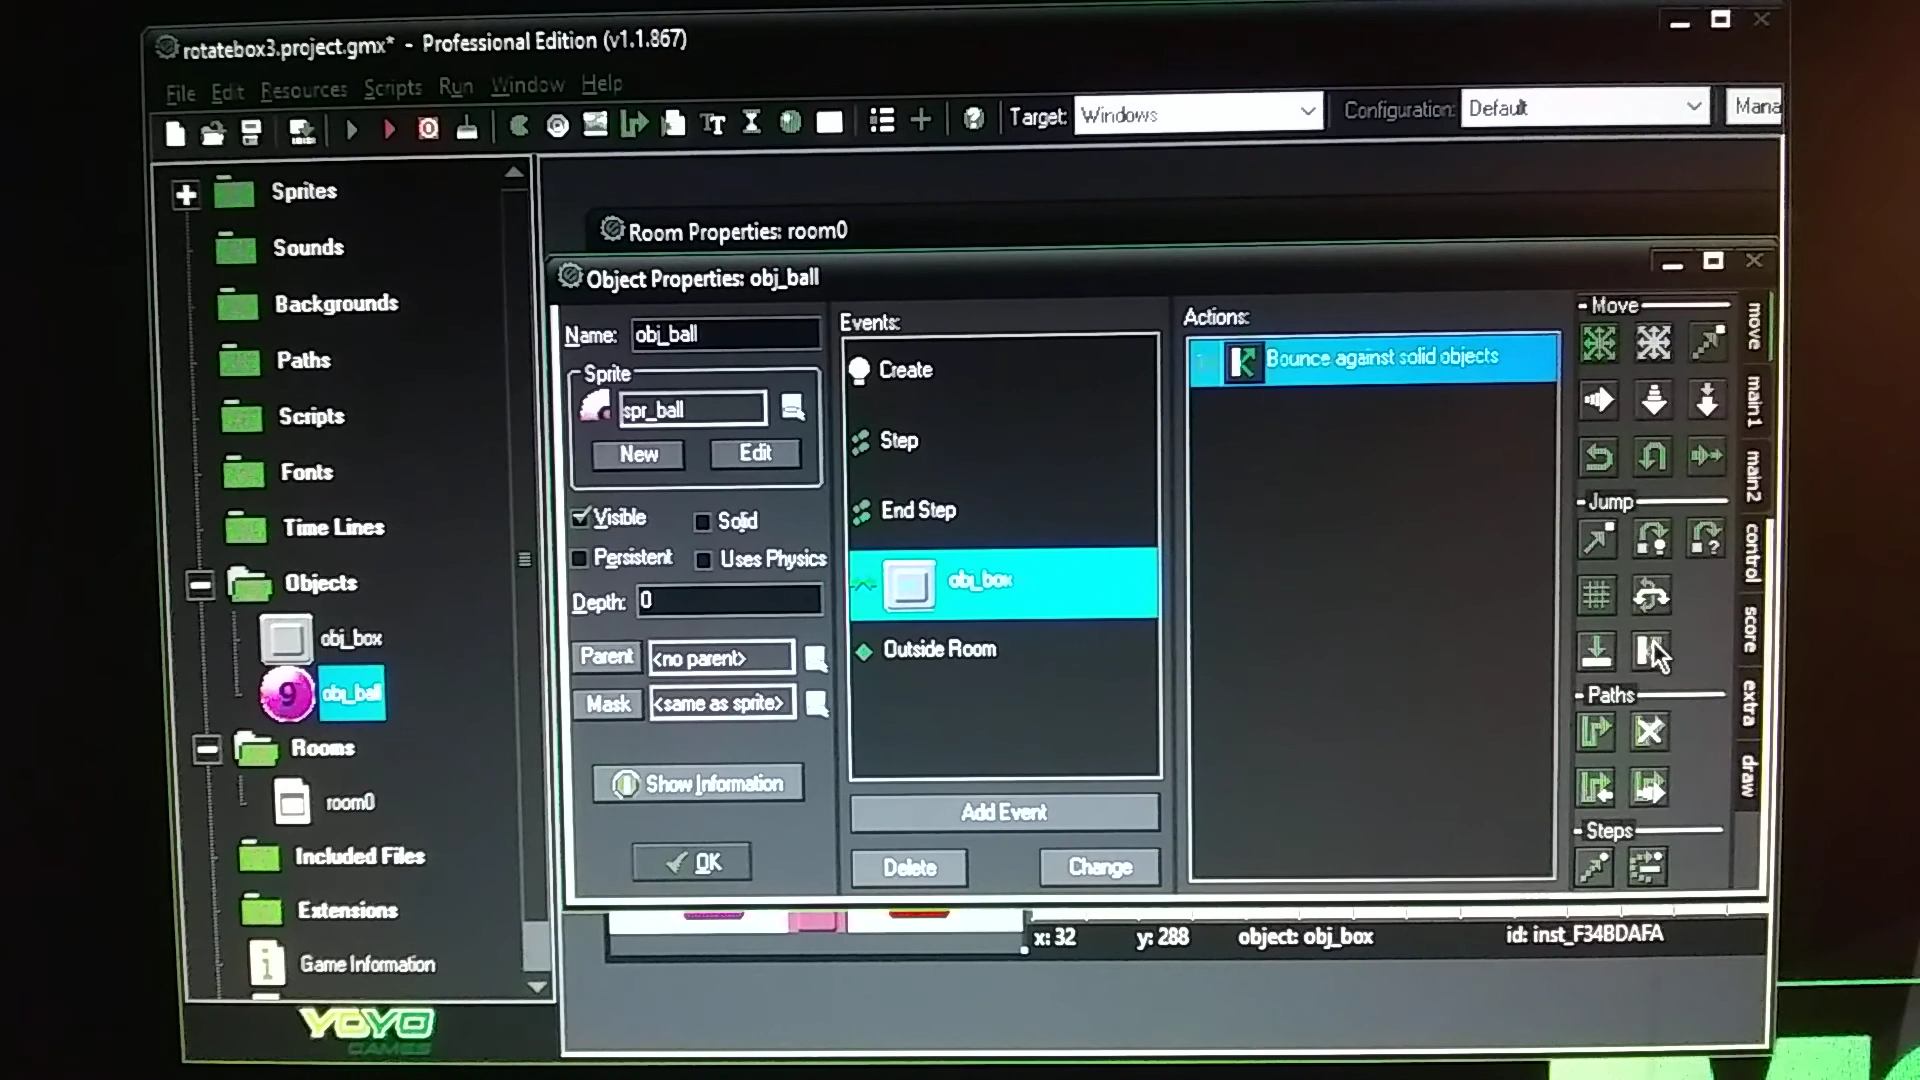 rotatebox3.project.gmx* - Professional Edition (v1.1.867)
File Edit Resources Scripts Run Window Help
Target: Windows Configuration: Default Mana
Sprites
Sounds
Backgrounds
Paths
Scripts
Fonts
Time Lines
Objects
obj_box
9 obj_ball
Rooms
room0
Included Files
Extensions
Game Information
YOYO
GAMES
Room Properties: room0
Object Properties: obj_ball
Name: obj_ball
Sprite
spr_ball
New Edit
Visible Solid
Persistent Uses Physics
Depth: 0
Parent <no parent>
Mask <same as sprite>
Show Information
OK
Events:
Create
Step
End Step
obj_box
Outside Room
Add Event
Delete Change
Actions:
Bounce against solid objects
Move
Jump
Paths
Steps
move
main1
main2
control
score
extra
draw
x: 32 y: 288 object: obj_box id: inst_F34BDAFA